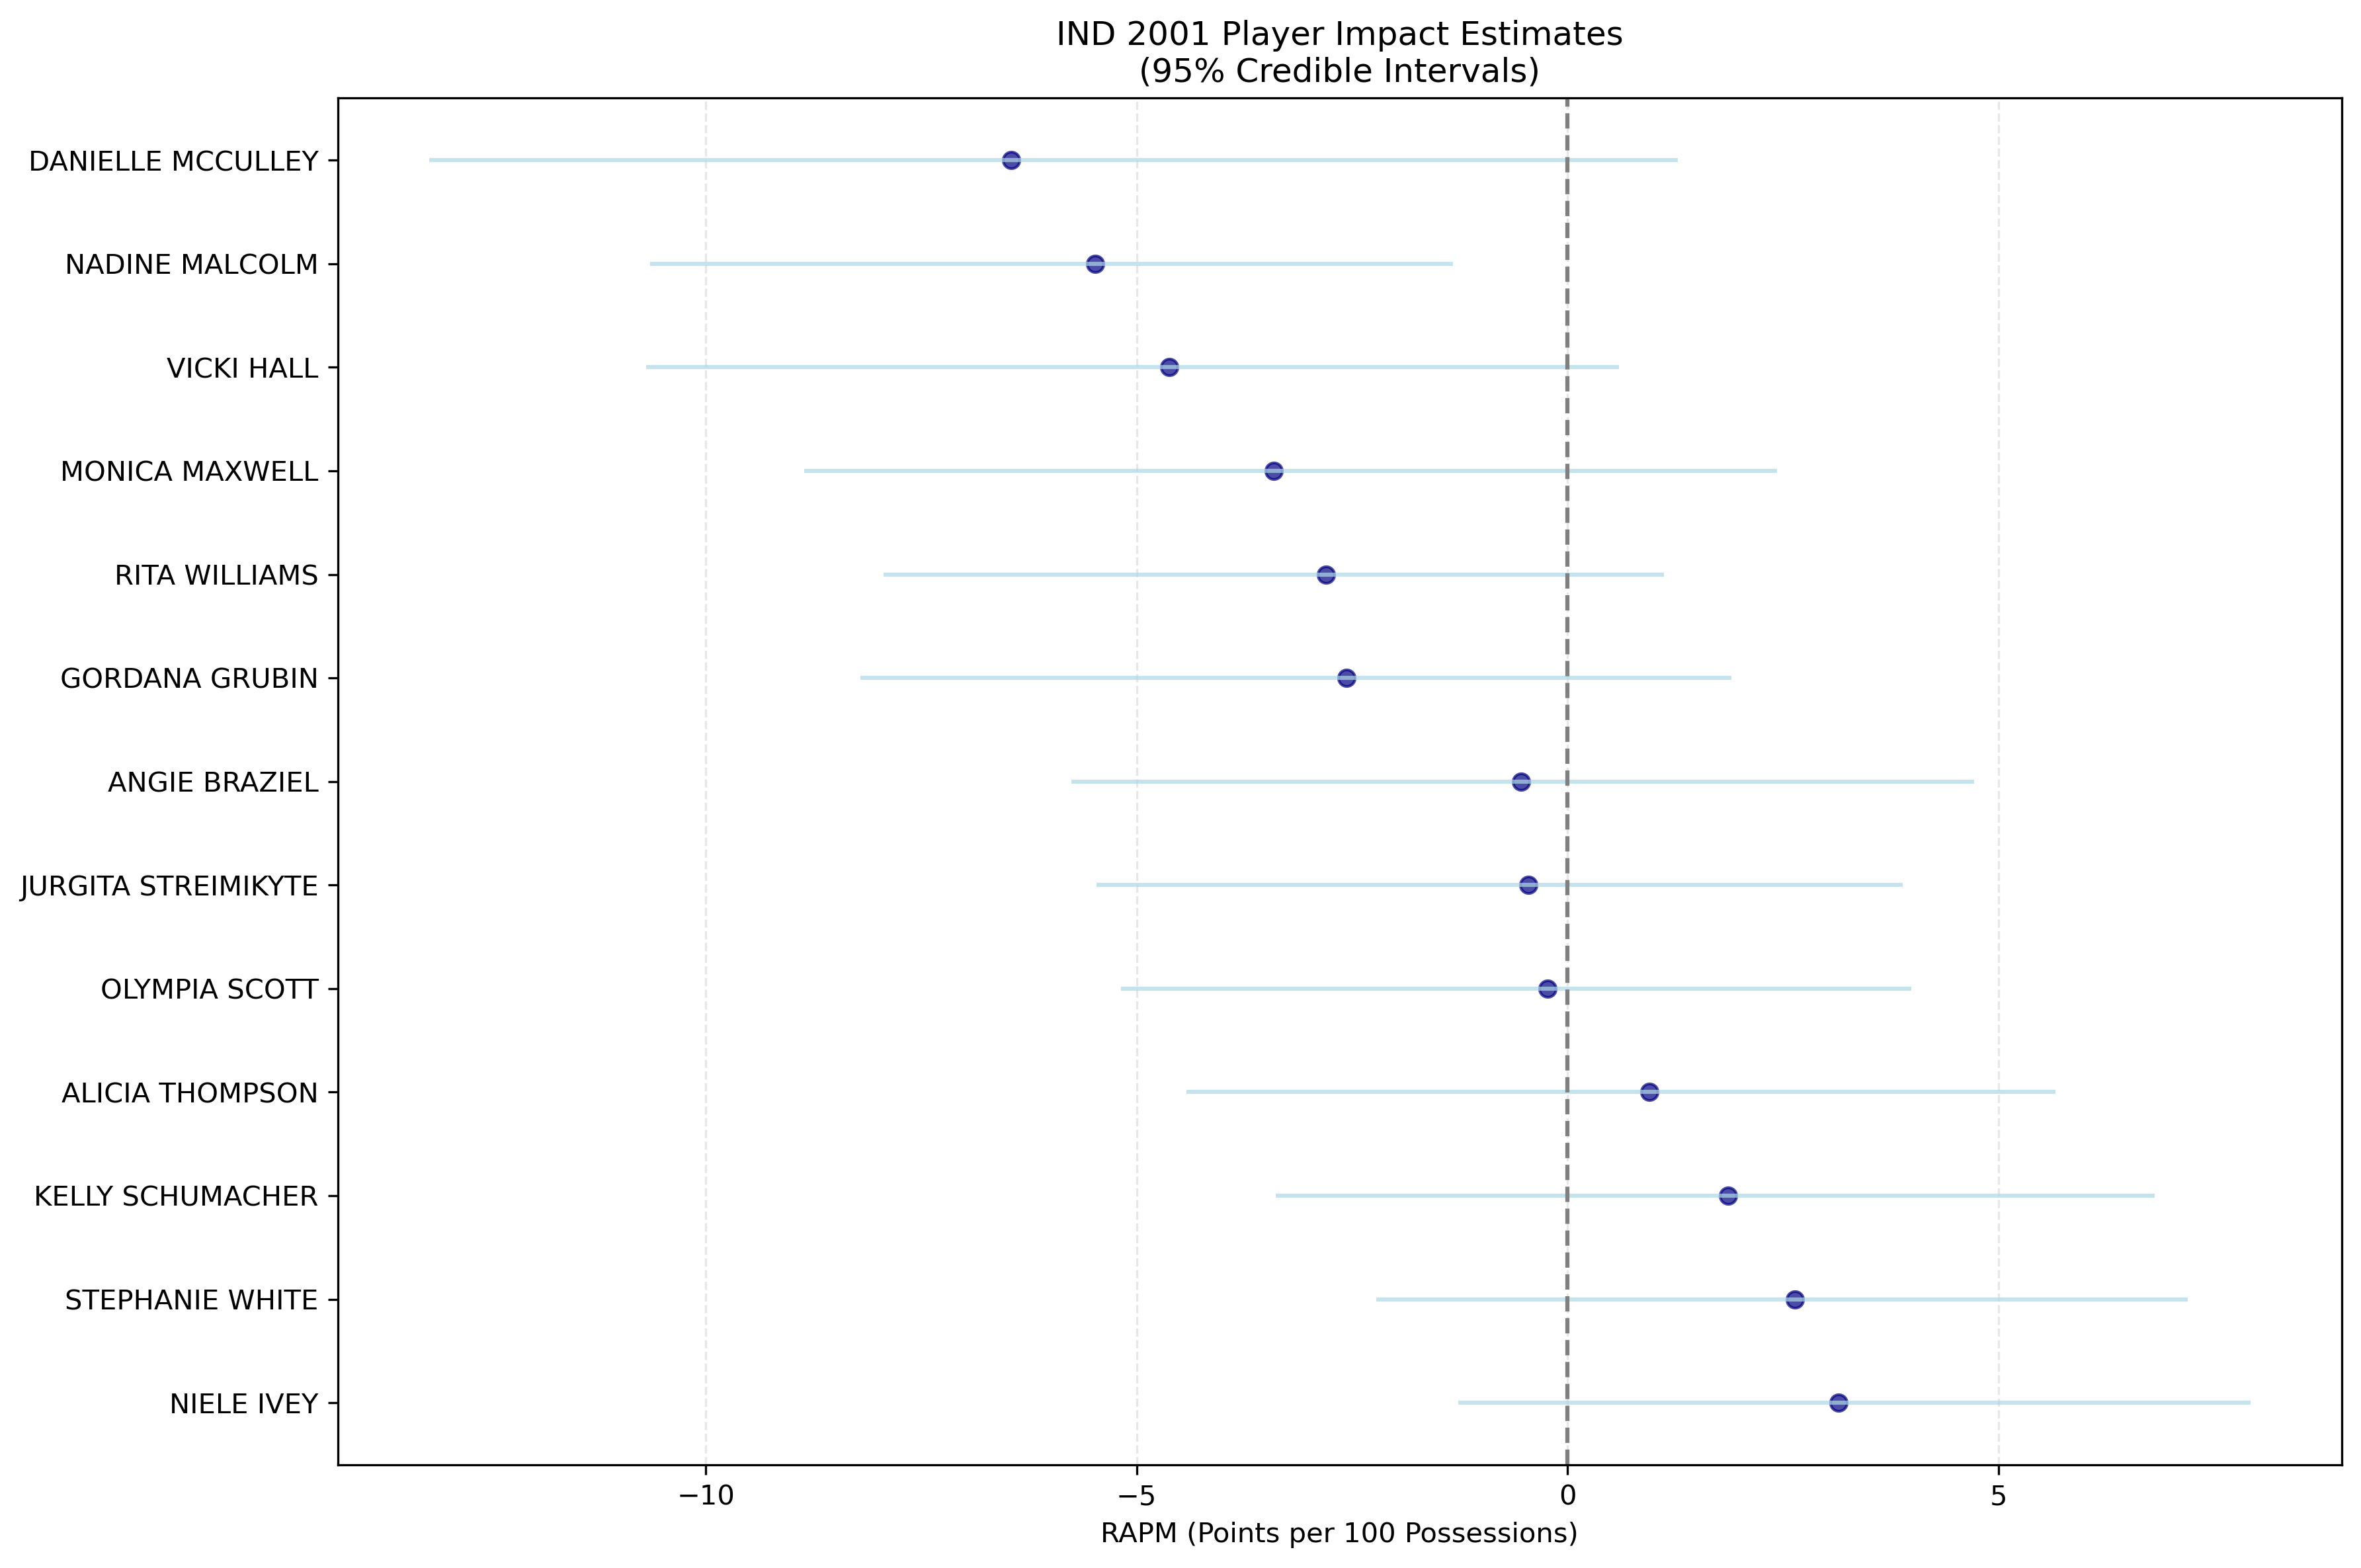 IND 2001 Player Impact Estimates
(95% Credible Intervals)
DANIELLE MCCULLEY
NADINE MALCOLM
VICKI HALL
MONICA MAXWELL
RITA WILLIAMS
GORDANA GRUBIN
ANGIE BRAZIEL
JURGITA STREIMIKYTE
OLYMPIA SCOTT
ALICIA THOMPSON
KELLY SCHUMACHER
STEPHANIE WHITE
NIELE IVEY
−10 −5 0 5
RAPM (Points per 100 Possessions)